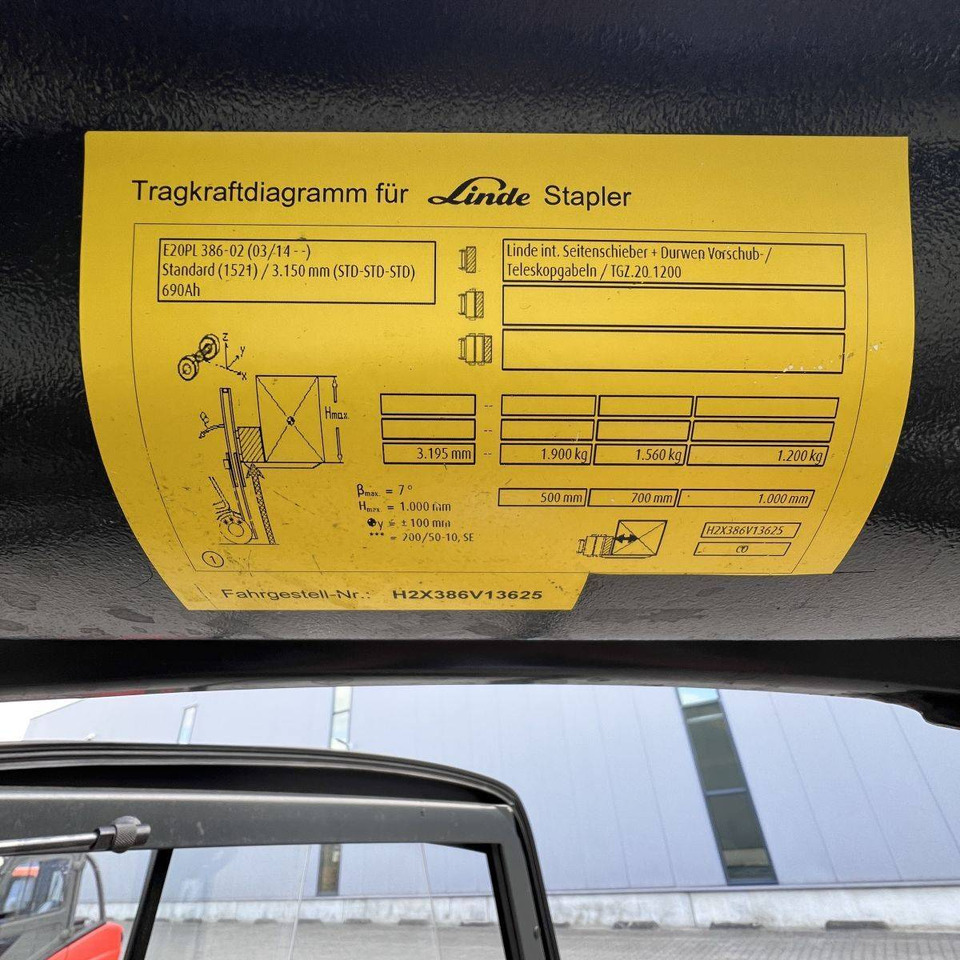 Tragkraftdiagramm für Linde Stapler
E20PL 386-02 (03/14 - -)
Standard (1521) / 3.150 mm (STD-STD-STD)
690Ah
Linde int. Seitenschieber + Durwen Vorschub-/
Teleskopgabeln / TGZ.20.1200
z
y
x
β
Hmax.
3.195 mm -- 1.900 kg 1.560 kg 1.200 kg
500 mm 700 mm 1.000 mm
βmax. = 7°
Hmax. = 1.000 mm
y = ± 100 mm
*** = 200/50-10, SE
H2X386V13625
1
Fahrgestell-Nr.: H2X386V13625